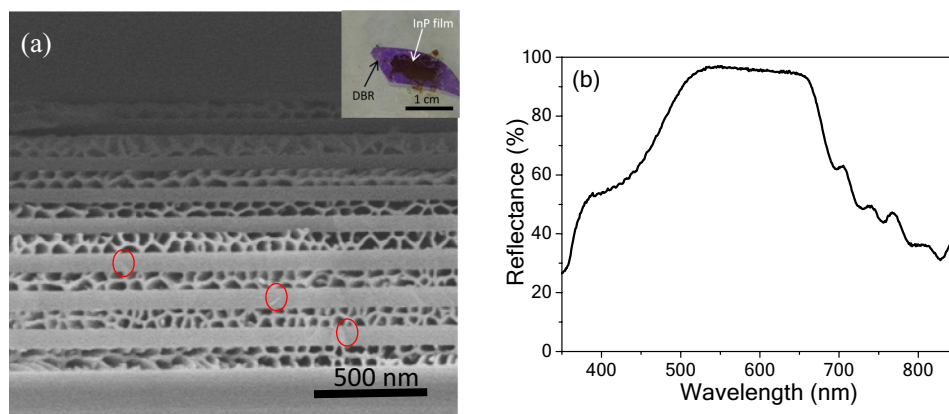 (a)
InP film
DBR
1 cm
500 nm
(b)
100
80
60
40
20
0
Reflectance (%)
400 500 600 700 800
Wavelength (nm)